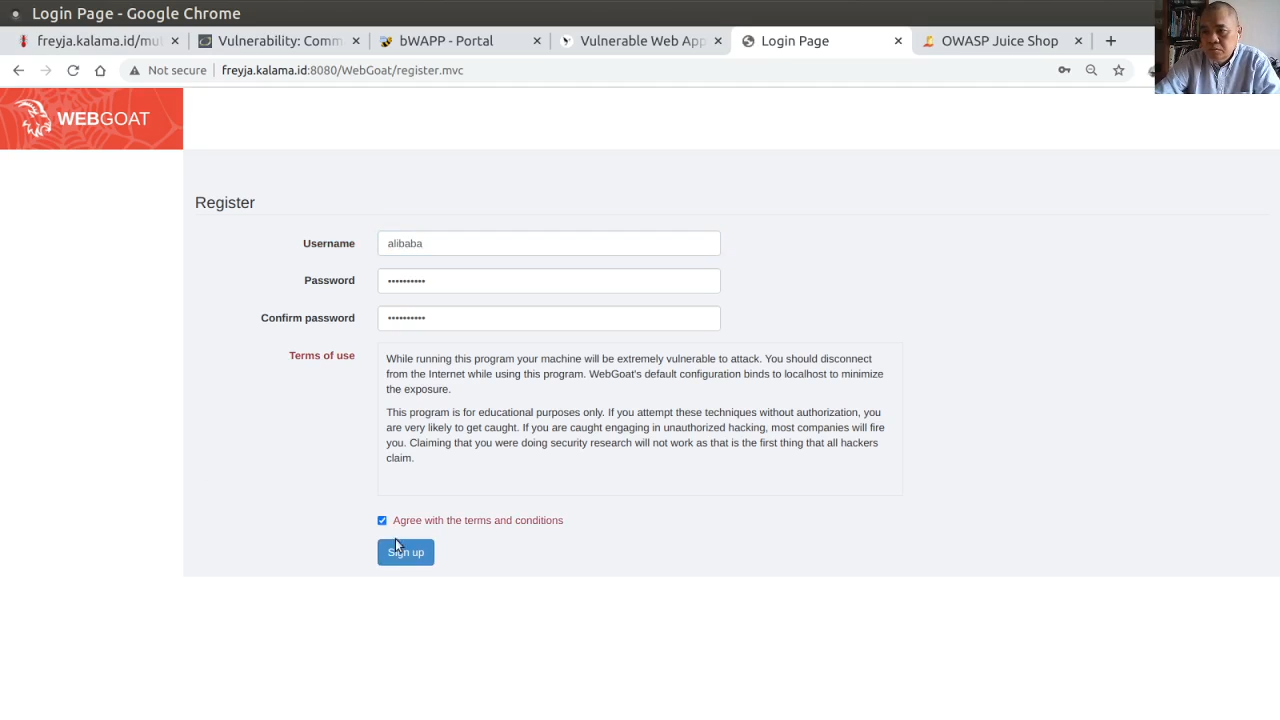 Login Page - Google Chrome
freyja.kalama.id/mu
Vulnerability: Comm
bWAPP - Portal
Vulnerable Web App
Login Page
OWASP Juice Shop
Not secure
freyja.kalama.id:8080/WebGoat/register.mvc
WEBGOAT
Register
Username
alibaba
Password
••••••••••
Confirm password
••••••••••
Terms of use
While running this program your machine will be extremely vulnerable to attack. You should disconnect
from the Internet while using this program. WebGoat's default configuration binds to localhost to minimize
the exposure.
This program is for educational purposes only. If you attempt these techniques without authorization, you
are very likely to get caught. If you are caught engaging in unauthorized hacking, most companies will fire
you. Claiming that you were doing security research will not work as that is the first thing that all hackers
claim.
Agree with the terms and conditions
Sign up